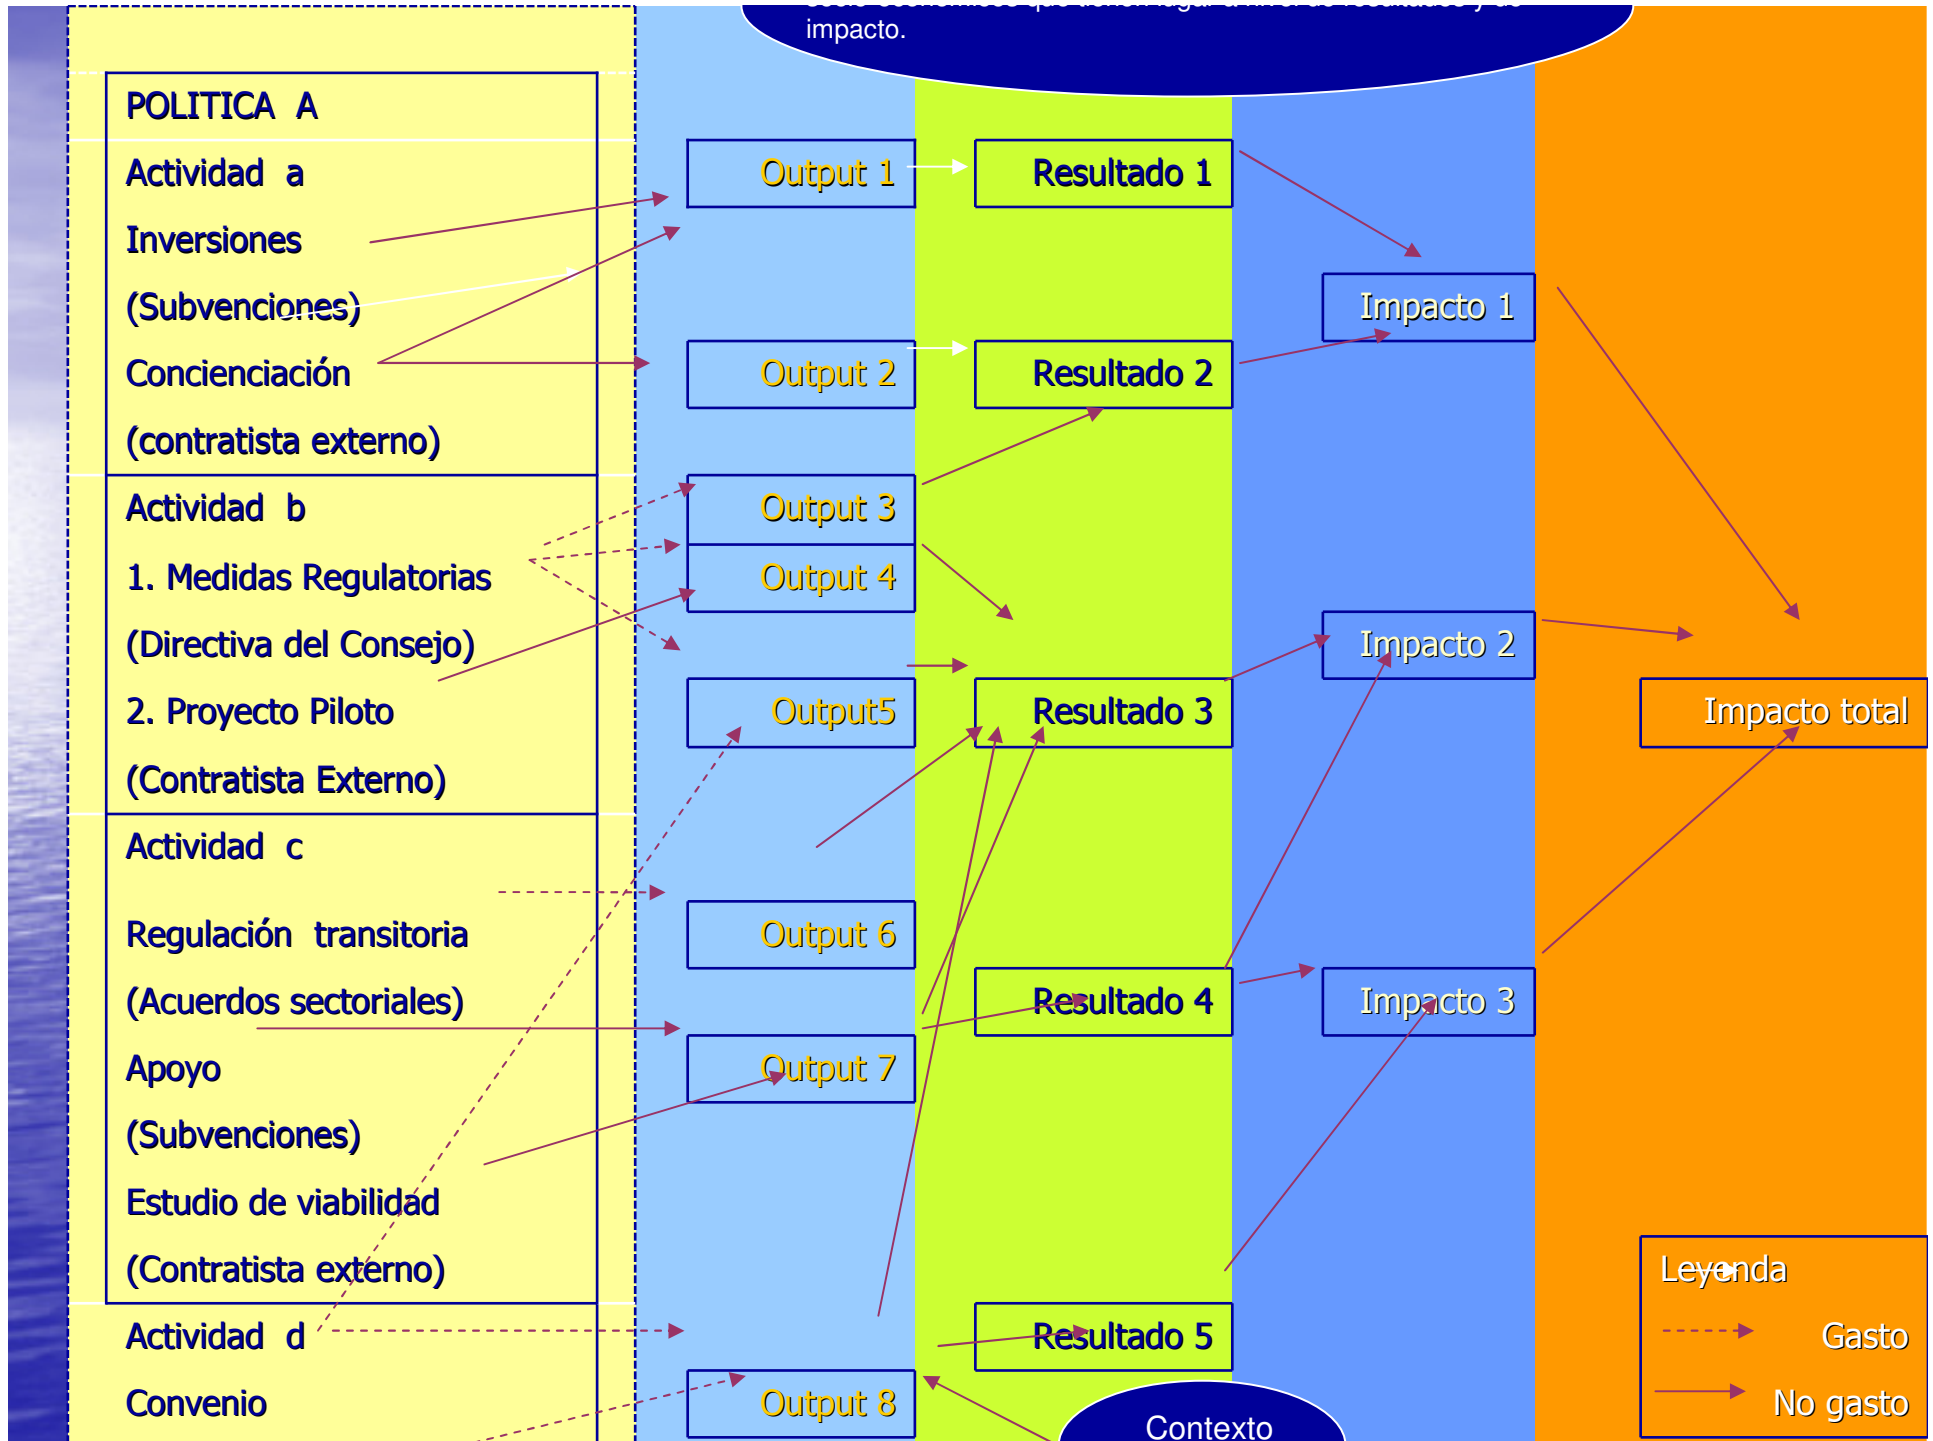 impacto.
POLITICA A
Actividad a
Output 1
Resultado 1
Inversiones
(Subvenciones)
Impacto 1
Concienciación
Output 2
Resultado 2
(contratista externo)
Actividad b
Output 3
1. Medidas Regulatorias
Output 4
(Directiva del Consejo)
Impacto 2
2. Proyecto Piloto
Output5
Resultado 3
Impacto total
(Contratista Externo)
Actividad c
Regulación transitoria
Output 6
(Acuerdos sectoriales)
Resultado 4
Impacto 3
Apoyo
Output 7
(Subvenciones)
Estudio de viabilidad
(Contratista externo)
Leyenda
Actividad d
Resultado 5
Gasto
Convenio
Output 8
No gasto
Contexto